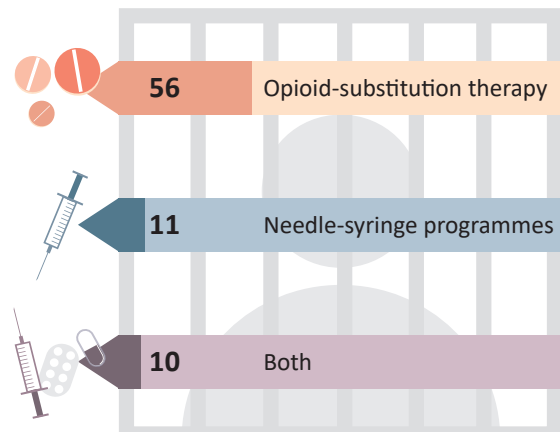 56 Opioid-substitution therapy
11 Needle-syringe programmes
10 Both